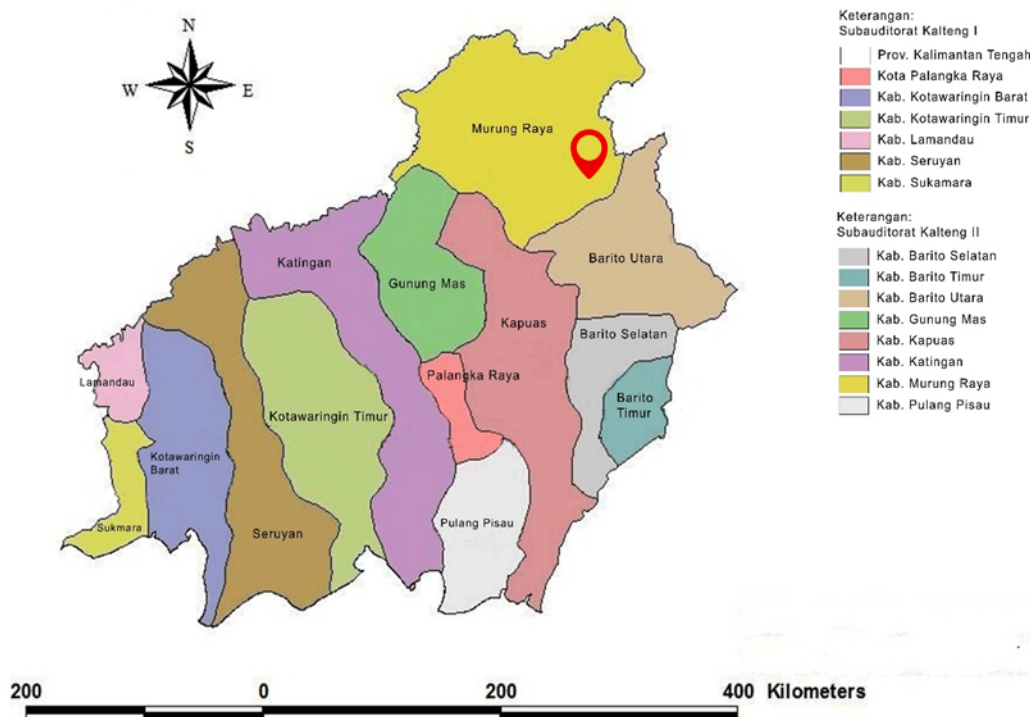 N
W E
S
Murung Raya
Katingan
Gunung Mas
Barito Utara
Kapuas
Barito Selatan
Lamandau
Palangka Raya
Barito
Timur
Kotawaringin Timur
Kotawaringin
Barat
Sukmara
Seruyan
Pulang Pisau
Keterangan:
Subauditorat Kalteng I
Prov. Kalimantan Tengah
Kota Palangka Raya
Kab. Kotawaringin Barat
Kab. Kotawaringin Timur
Kab. Lamandau
Kab. Seruyan
Kab. Sukamara
Keterangan:
Subauditorat Kalteng II
Kab. Barito Selatan
Kab. Barito Timur
Kab. Barito Utara
Kab. Gunung Mas
Kab. Kapuas
Kab. Katingan
Kab. Murung Raya
Kab. Pulang Pisau
200 0 200 400 Kilometers